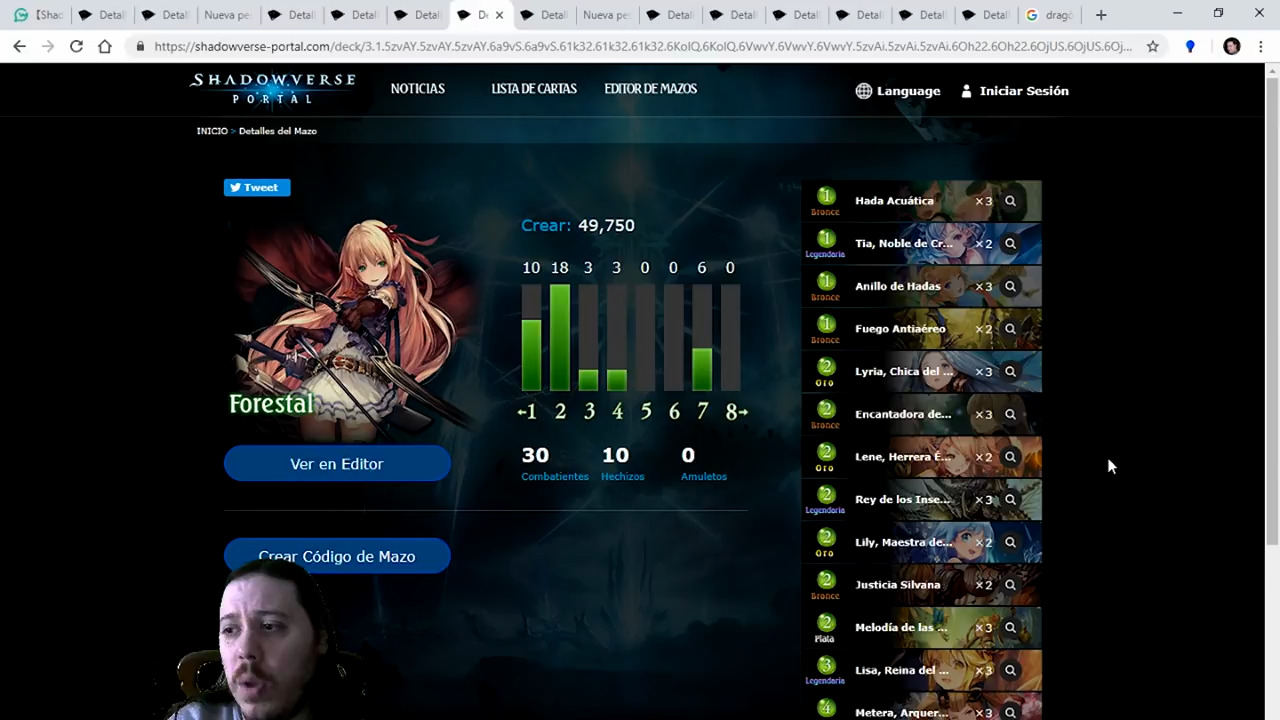 [Shad
Detall
Detall
Nueva pe
Detall
Detall
Detall
De
Detall
Nueva pe
Detall
Detall
Detall
Detall
Detall
Detall
dragó
https://shadowverse-portal.com/deck/3.1.5zvAY.5zvAY.5zvAY.6a9vS.6a9vS.61k32.61k32.61k32.6KolQ.6KolQ.6VwvY.6VwvY.6VwvY.5zvAi.5zvAi.5zvAi.6Oh22.6Oh22.6OjUS.6OjUS.6Oj...
SHADOWVERSE
PORTAL
NOTICIAS
LISTA DE CARTAS
EDITOR DE MAZOS
Language
Iniciar Sesión
INICIO > Detalles del Mazo
Tweet
Forestal
Ver en Editor
Crear Código de Mazo
Crear: 49,750
10 18 3 3 0 0 6 0
1 2 3 4 5 6 7 8
30 10 0
Combatientes Hechizos Amuletos
1 Bronce Hada Acuática ×3
1 Legendaria Tia, Noble de Cr... ×2
1 Bronce Anillo de Hadas ×3
1 Bronce Fuego Antiaéreo ×2
2 Oro Lyria, Chica del ... ×3
2 Bronce Encantadora de... ×3
2 Oro Lene, Herrera É... ×2
2 Legendaria Rey de los Inse... ×3
2 Oro Lily, Maestra de... ×2
2 Bronce Justicia Silvana ×2
2 Plata Melodía de las ... ×3
3 Legendaria Lisa, Reina del ... ×3
4 Metera, Arquer... ×3